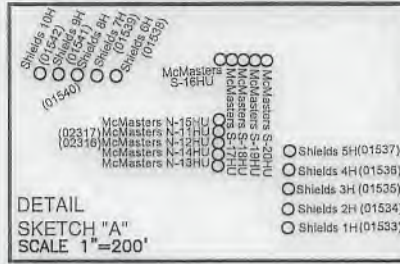 Shields 10H
(01542)
Shields 9H
(01541)
Shields 8H
(01540)
Shields 7H
(01539)
Shields 6H
(01538)
McMasters
S-16HU
McMasters S-17HU
McMasters S-18HU
McMasters S-19HU
McMasters S-20HU
McMasters N-15HU
(02317) McMasters N-11HU
(02316) McMasters N-12HU
McMasters N-14HU
McMasters N-13HU
Shields 5H(01537)
Shields 4H(01536)
Shields 3H(01535)
Shields 2H(01534)
Shields 1H(01533)
DETAIL
SKETCH "A"
SCALE 1"=200'